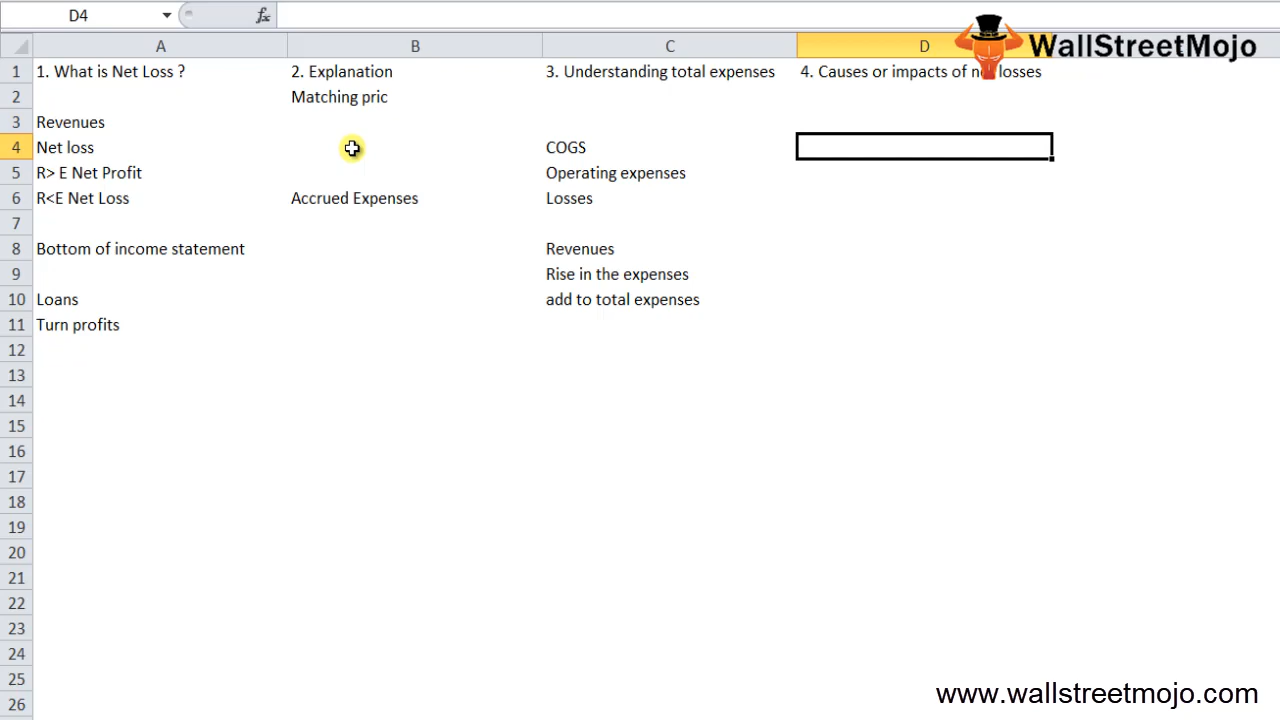 D4
fx
A B C D
WallStreetMojo
1 1. What is Net Loss ? 2. Explanation 3. Understanding total expenses 4. Causes or impacts of losses
2 Matching pric
3 Revenues
4 Net loss COGS
5 R> E Net Profit Operating expenses
6 R<E Net Loss Accrued Expenses Losses
7
8 Bottom of income statement Revenues
9 Rise in the expenses
10 Loans add to total expenses
11 Turn profits
12
13
14
15
16
17
18
19
20
21
22
23
24
25
26
www.wallstreetmojo.com